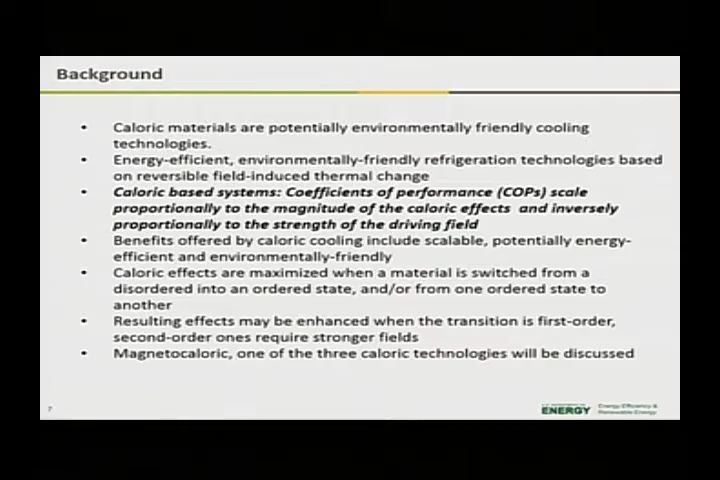 Background
• Caloric materials are potentially environmentally friendly cooling
technologies.
• Energy-efficient, environmentally-friendly refrigeration technologies based
on reversible field-induced thermal change
• Caloric based systems: Coefficients of performance (COPs) scale
proportionally to the magnitude of the caloric effects and inversely
proportionally to the strength of the driving field
• Benefits offered by caloric cooling include scalable, potentially energy-
efficient and environmentally-friendly
• Caloric effects are maximized when a material is switched from a
disordered into an ordered state, and/or from one ordered state to
another
• Resulting effects may be enhanced when the transition is first-order,
second-order ones require stronger fields
• Magnetocaloric, one of the three caloric technologies will be discussed
7
ENERGY
Energy Efficiency &
Renewable Energy